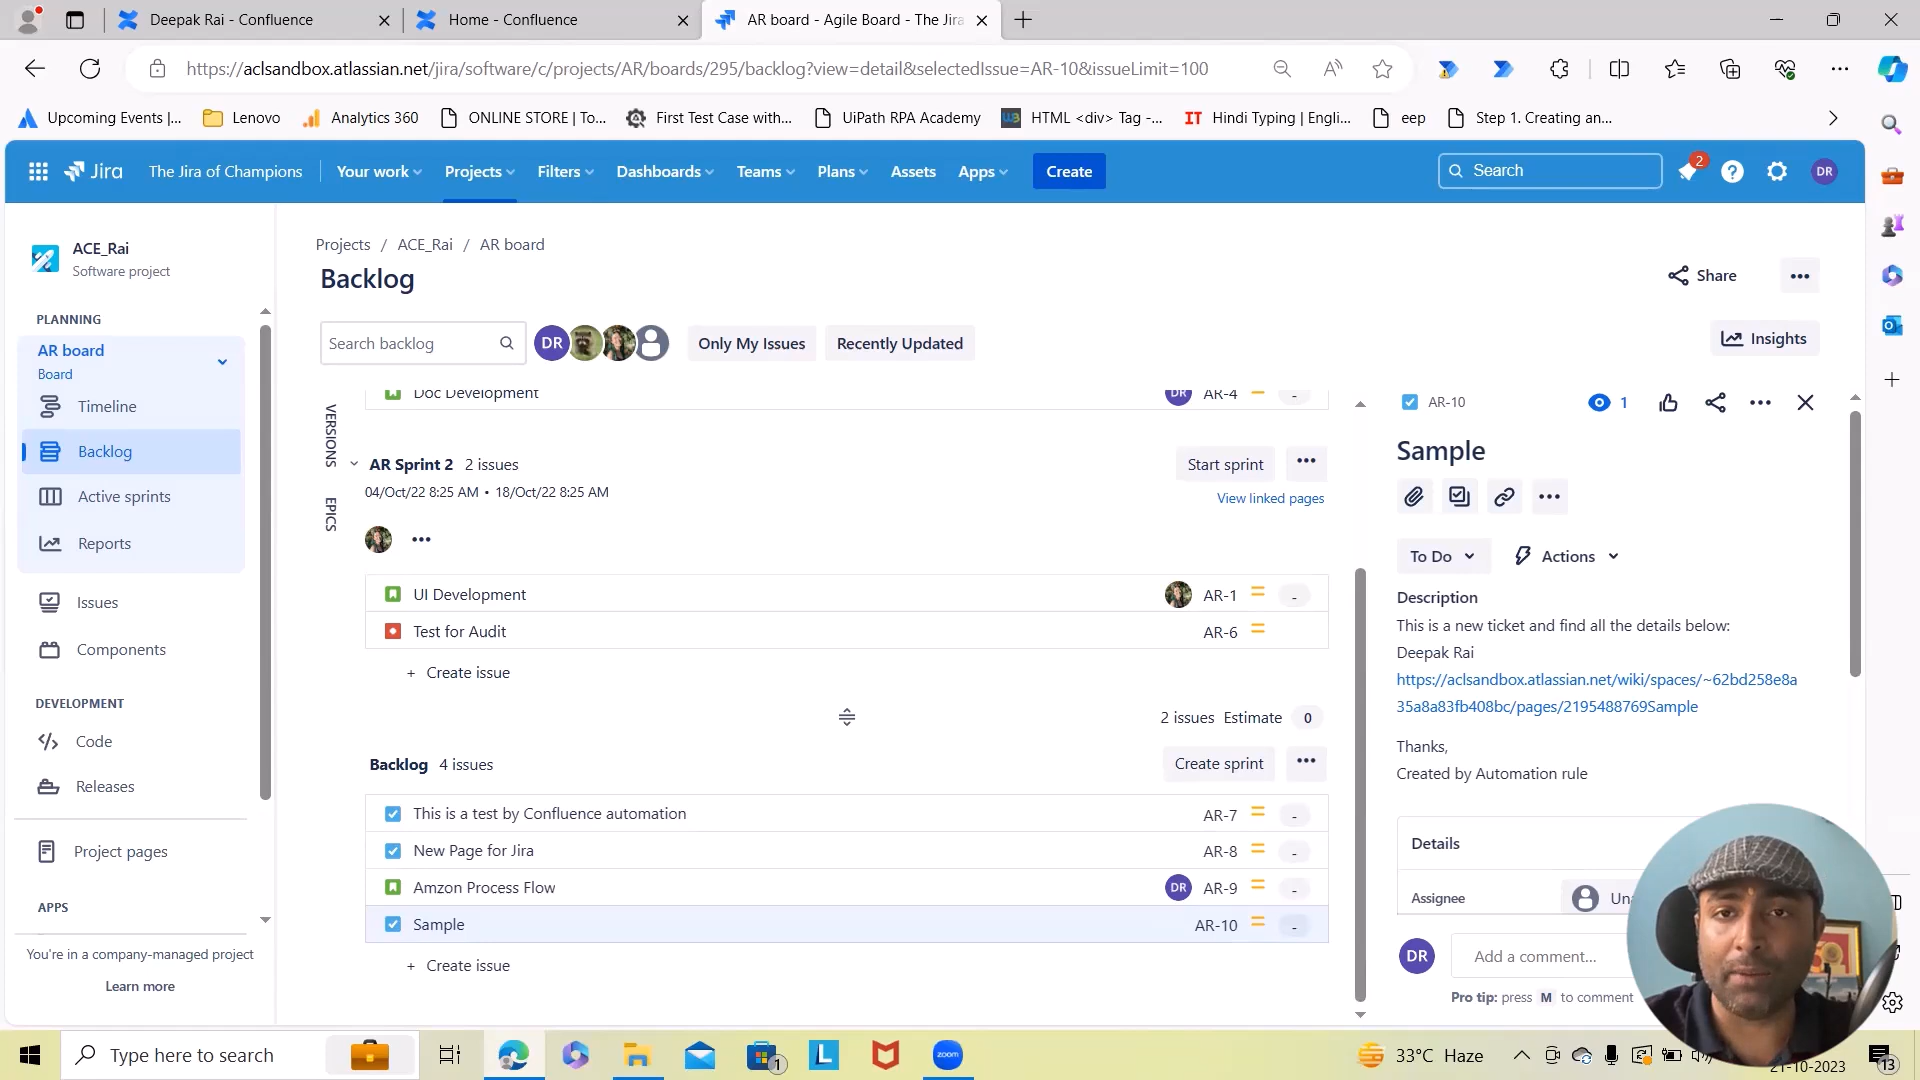 Deepak Rai - Confluence
Home - Confluence
AR board - Agile Board - The Jira
https://aclsandbox.atlassian.net/jira/software/c/projects/AR/boards/295/backlog?view=detail&selectedIssue=AR-10&issueLimit=100
Upcoming Events |...
Lenovo
Analytics 360
ONLINE STORE | To...
First Test Case with...
UiPath RPA Academy
HTML <div> Tag -...
IT Hindi Typing | Engli...
eep
Step 1. Creating an...
Jira
The Jira of Champions
Your work
Projects
Filters
Dashboards
Teams
Plans
Assets
Apps
Create
Search
2
DR
ACE_Rai
Software project
PLANNING
AR board
Board
Timeline
Backlog
Active sprints
Reports
Issues
Components
DEVELOPMENT
Code
Releases
Project pages
APPS
You're in a company-managed project
Learn more
Projects / ACE_Rai / AR board
Backlog
Share
Search backlog
DR
Only My Issues
Recently Updated
Insights
VERSIONS
EPICS
Doc Development DR AR-4 -
AR Sprint 2 2 issues
Start sprint
04/Oct/22 8:25 AM • 18/Oct/22 8:25 AM
View linked pages
UI Development AR-1 -
Test for Audit AR-6
+ Create issue
2 issues Estimate 0
Backlog 4 issues
Create sprint
This is a test by Confluence automation AR-7 -
New Page for Jira AR-8 -
Amzon Process Flow DR AR-9 -
Sample AR-10 -
+ Create issue
AR-10
1
Sample
To Do
Actions
Description
This is a new ticket and find all the details below:
Deepak Rai
https://aclsandbox.atlassian.net/wiki/spaces/~62bd258e8a
35a8a83fb408bc/pages/2195488769Sample
Thanks,
Created by Automation rule
Details
Assignee
DR
Add a comment...
Pro tip: press M to comment
Type here to search
1
L
zoom
33°C Haze
21-10-2023
13